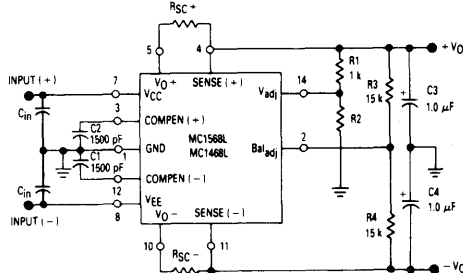 RSC+
5
4
+ VO
VO+
SENSE (+)
R1
1 k
R3
15 k
INPUT (+)
7
14
VCC
Vadj
C3
1.0 µF
Cin
3
COMPEN (+)
C2
1500 pF
R2
MC1568L
MC1468L
2
GND
1
Baladj
C1
1500 pF
COMPEN (−)
C4
1.0 µF
Cin
12
VEE
R4
15 k
INPUT (−)
8
VO−
SENSE (−)
10
RSC−
11
− VO
+
+